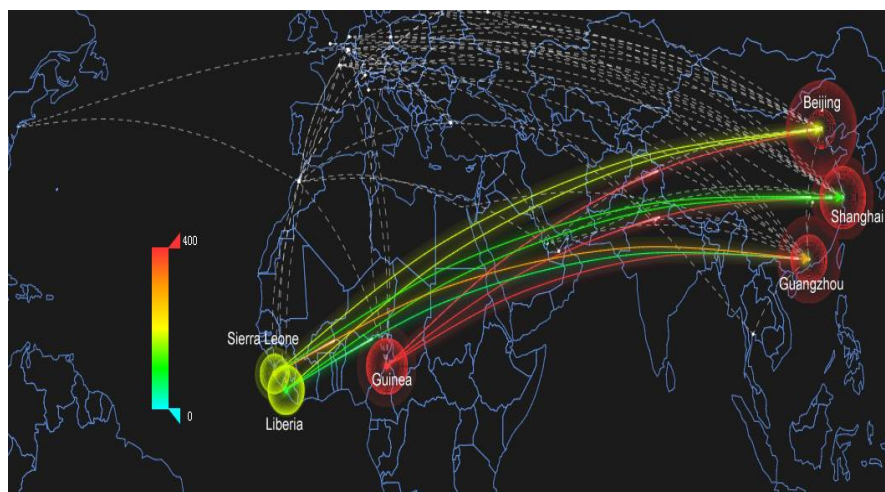 Beijing
Shanghai
400
Guangzhou
Sierra Leone
Guinea
0
Liberia